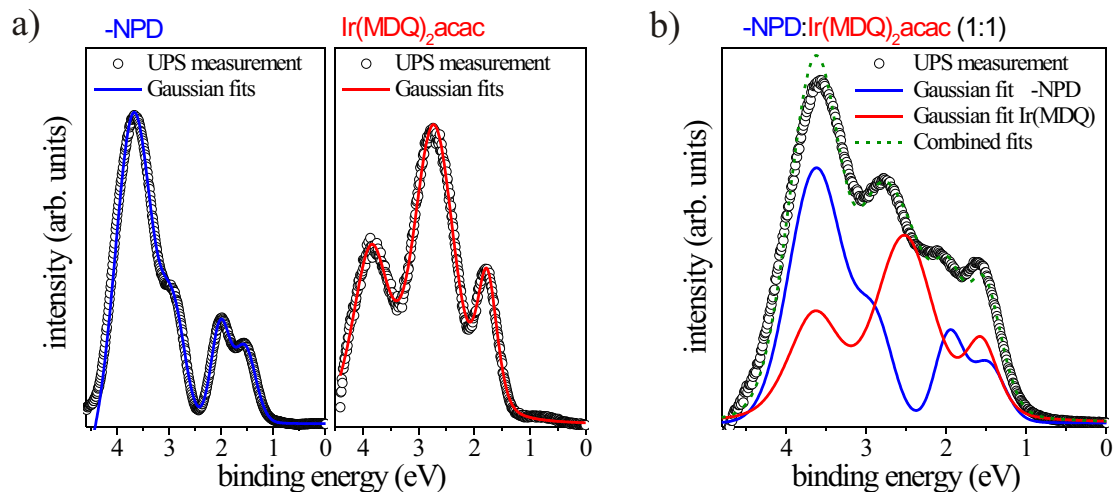 a)
-NPD
UPS measurement
Gaussian fits
intensity (arb. units)
4 3 2 1 0
binding energy (eV)
Ir(MDQ)₂acac
UPS measurement
Gaussian fits
4 3 2 1 0
b)
-NPD:Ir(MDQ)₂acac (1:1)
UPS measurement
Gaussian fit -NPD
Gaussian fit Ir(MDQ)
Combined fits
intensity (arb. units)
4 3 2 1 0
binding energy (eV)